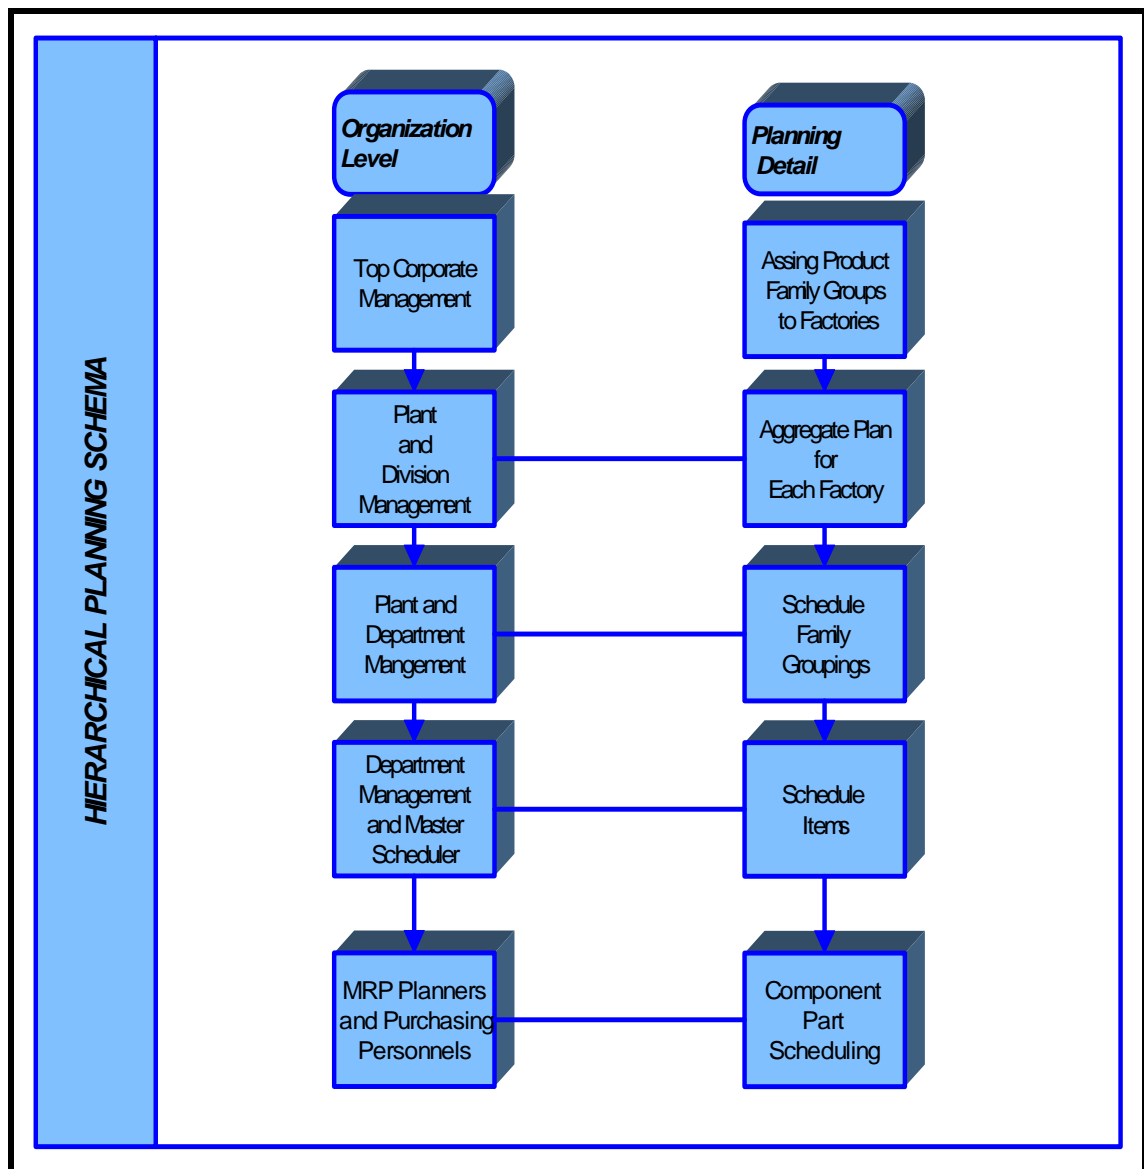 HIERARCHICAL PLANNING SCHEMA
Organization
Level
Planning
Detail
Top Corporate
Management
Assing Product
Family Groups
to Factories
Plant
and
Division
Management
Aggregate Plan
for
Each Factory
Plant and
Department
Mangement
Schedule
Family
Groupings
Department
Management
and Master
Scheduler
Schedule
Items
MRP Planners
and Purchasing
Personnels
Component
Part
Scheduling